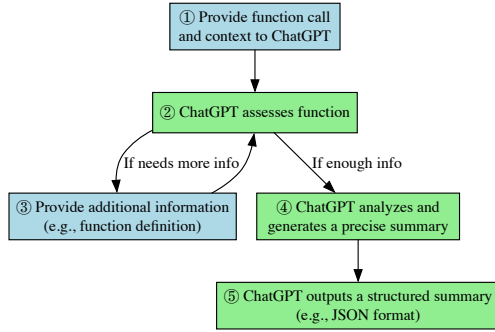 ① Provide function call
and context to ChatGPT
② ChatGPT assesses function
If needs more info
If enough info
③ Provide additional information
(e.g., function definition)
④ ChatGPT analyzes and
generates a precise summary
⑤ ChatGPT outputs a structured summary
(e.g., JSON format)